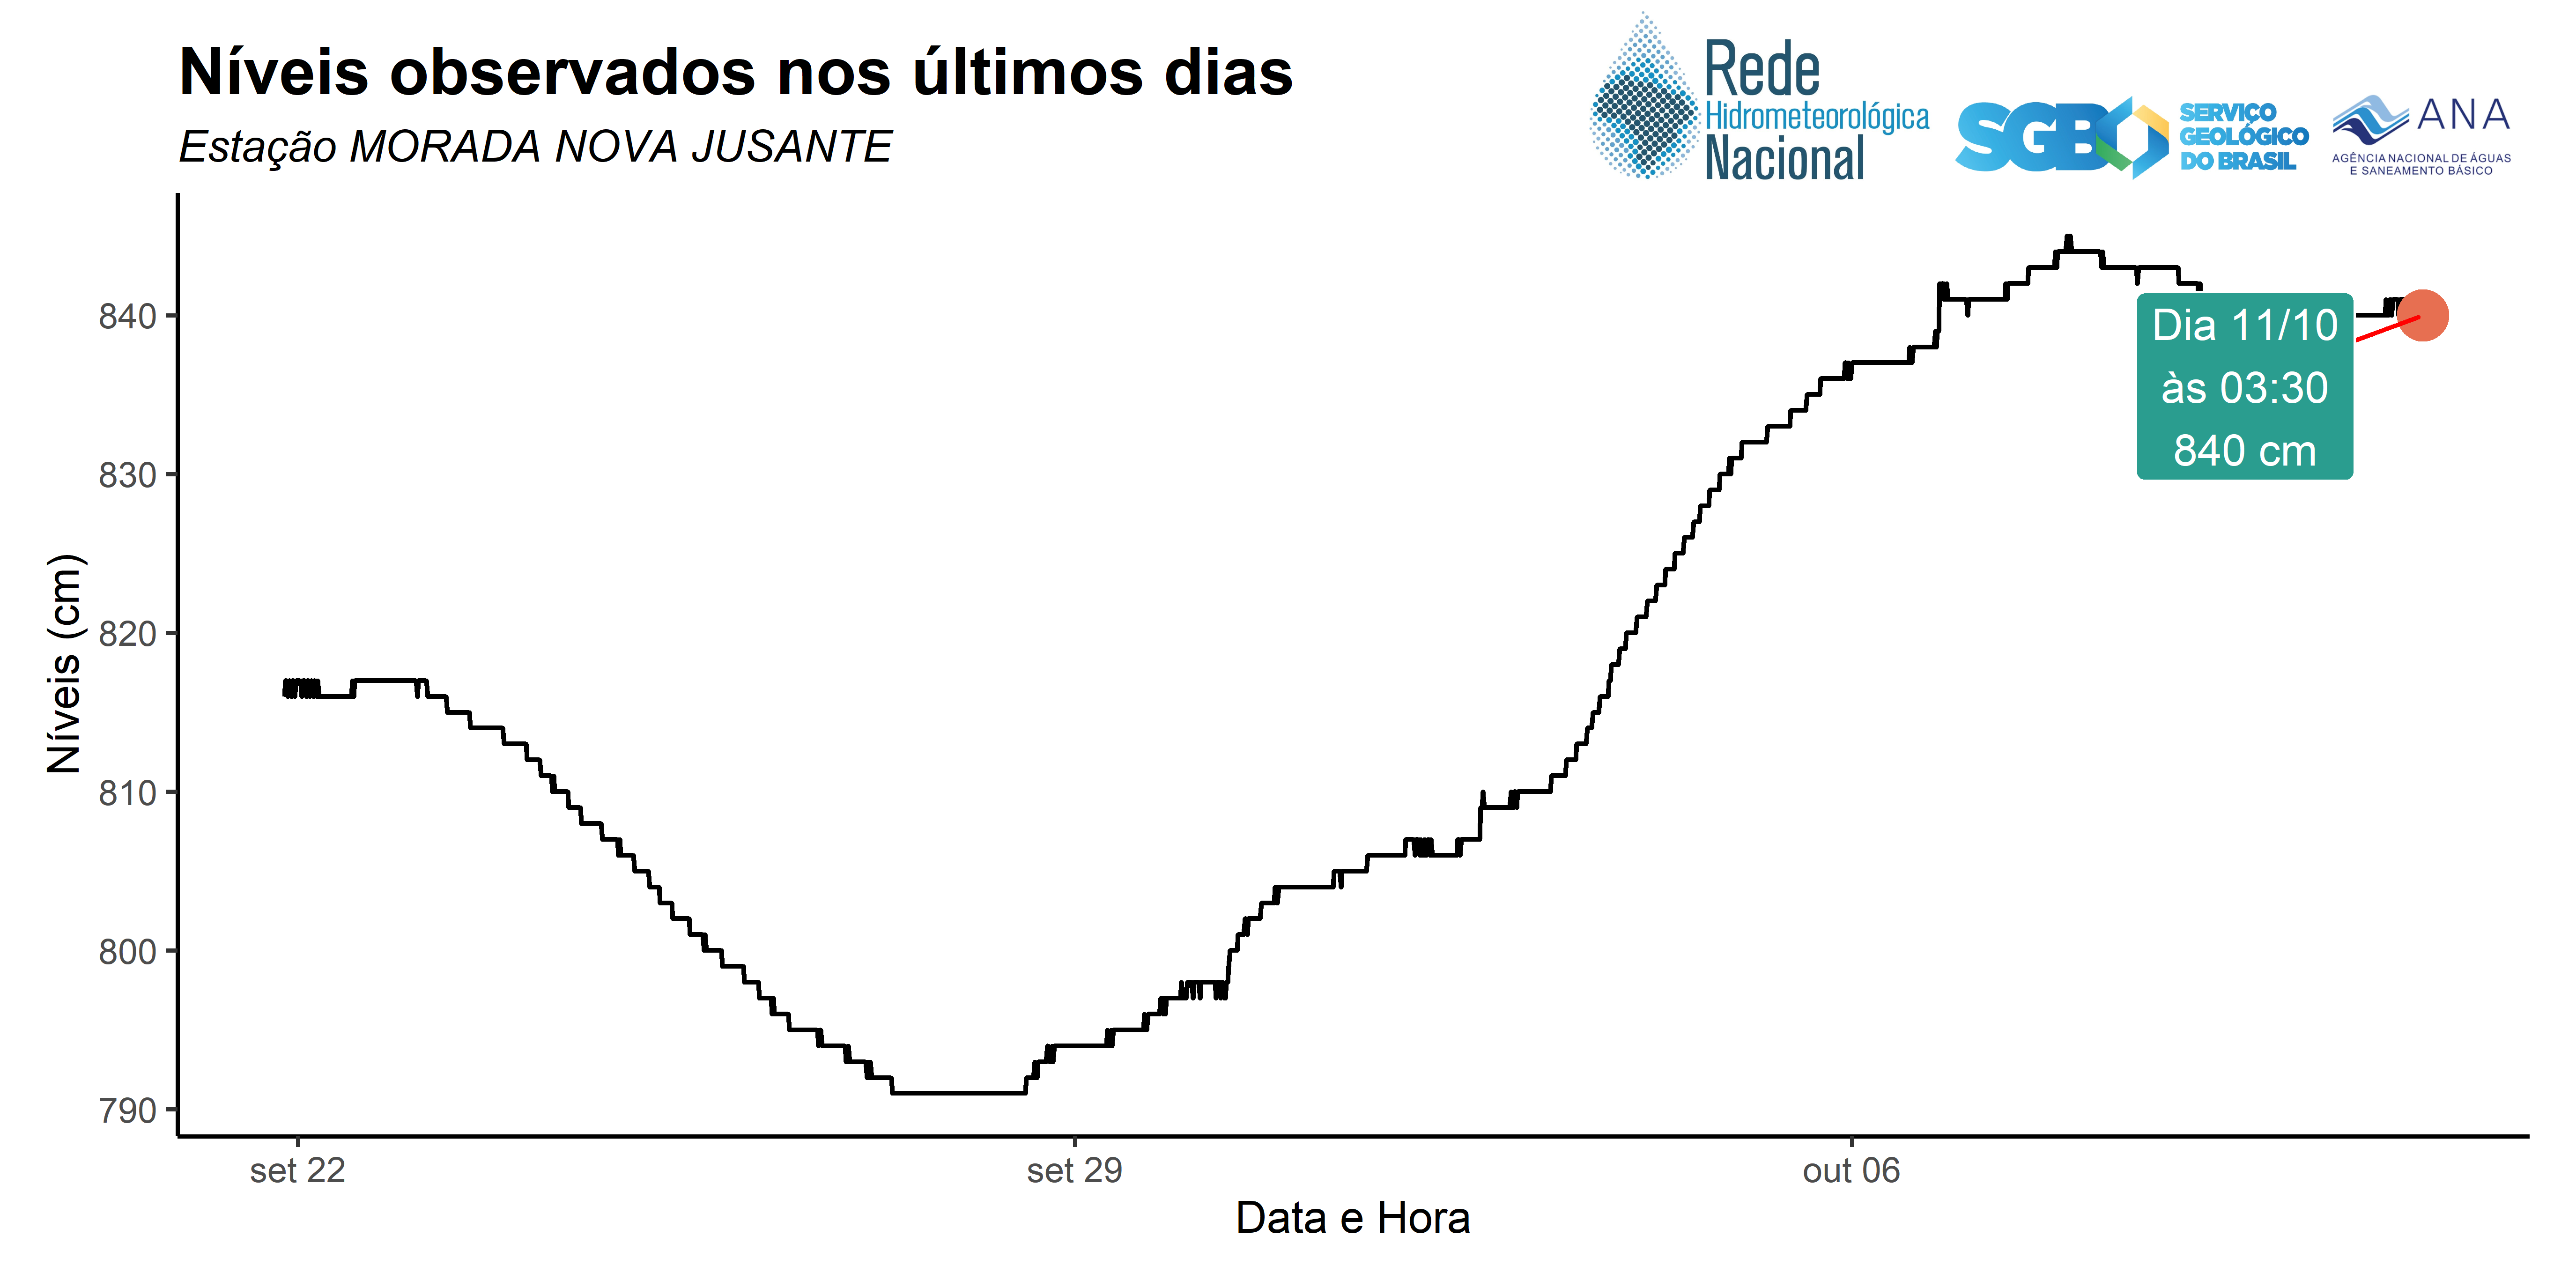 Níveis observados nos últimos dias
Estação MORADA NOVA JUSANTE
Rede
Hidrometeorológica
Nacional
SGB
SERVIÇO
GEOLÓGICO
DO BRASIL
ANA
AGÊNCIA NACIONAL DE ÁGUAS
E SANEAMENTO BÁSICO
Níveis (cm)
840
830
820
810
800
790
Dia 11/10
às 03:30
840 cm
set 22
set 29
out 06
Data e Hora